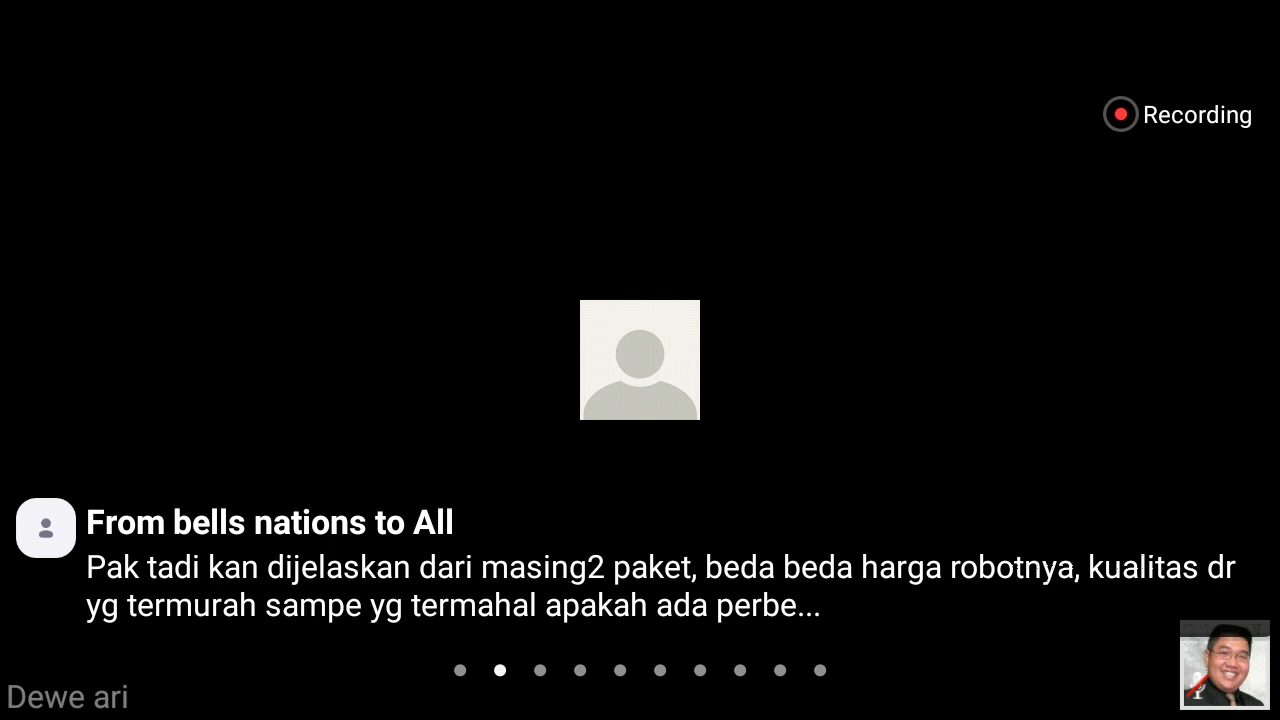 Recording
From bells nations to All
Pak tadi kan dijelaskan dari masing2 paket, beda beda harga robotnya, kualitas dr
yg termurah sampe yg termahal apakah ada perbe...
Dewe ari